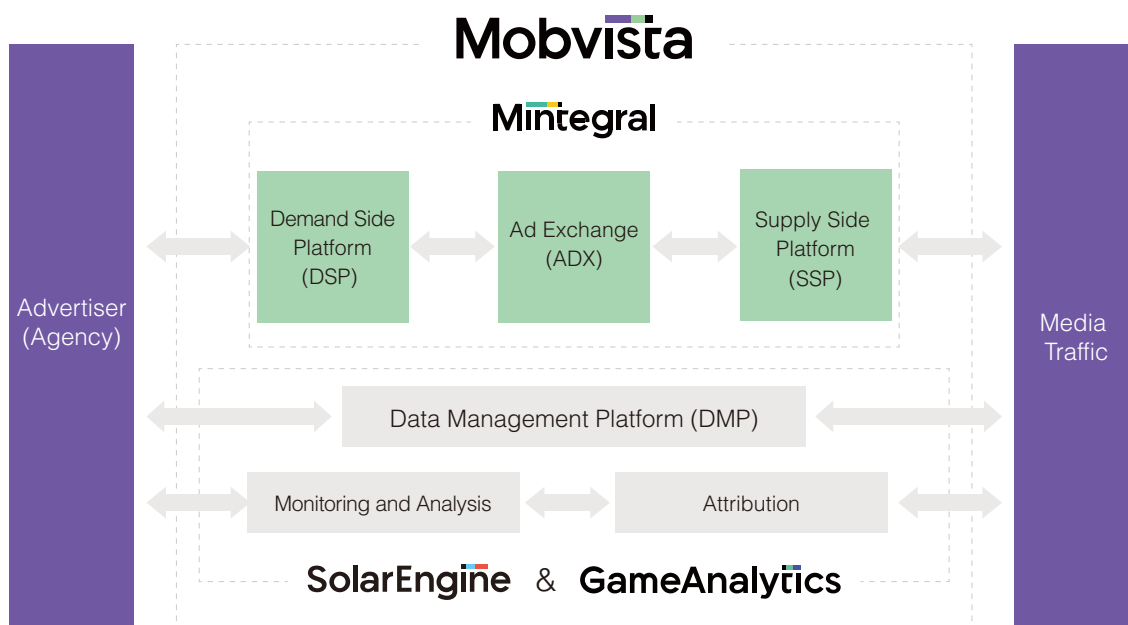 Mobvista
Mintegral
Demand Side
Platform
(DSP)
Ad Exchange
(ADX)
Supply Side
Platform
(SSP)
Advertiser
(Agency)
Media
Traffic
Data Management Platform (DMP)
Monitoring and Analysis
Attribution
SolarEngine & GameAnalytics